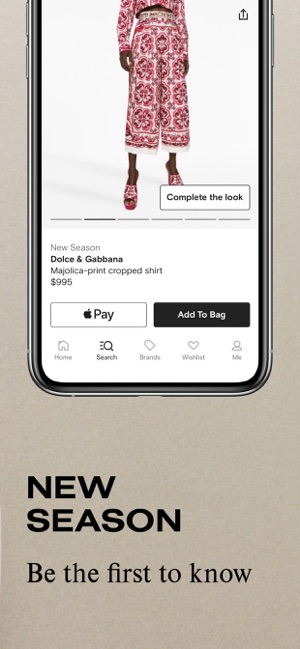 Complete the look
New Season
Dolce & Gabbana
Majolica-print cropped shirt
$995
Pay
Add To Bag
Home
Search
Brands
Wishlist
Me
NEW
SEASON
Be the first to know